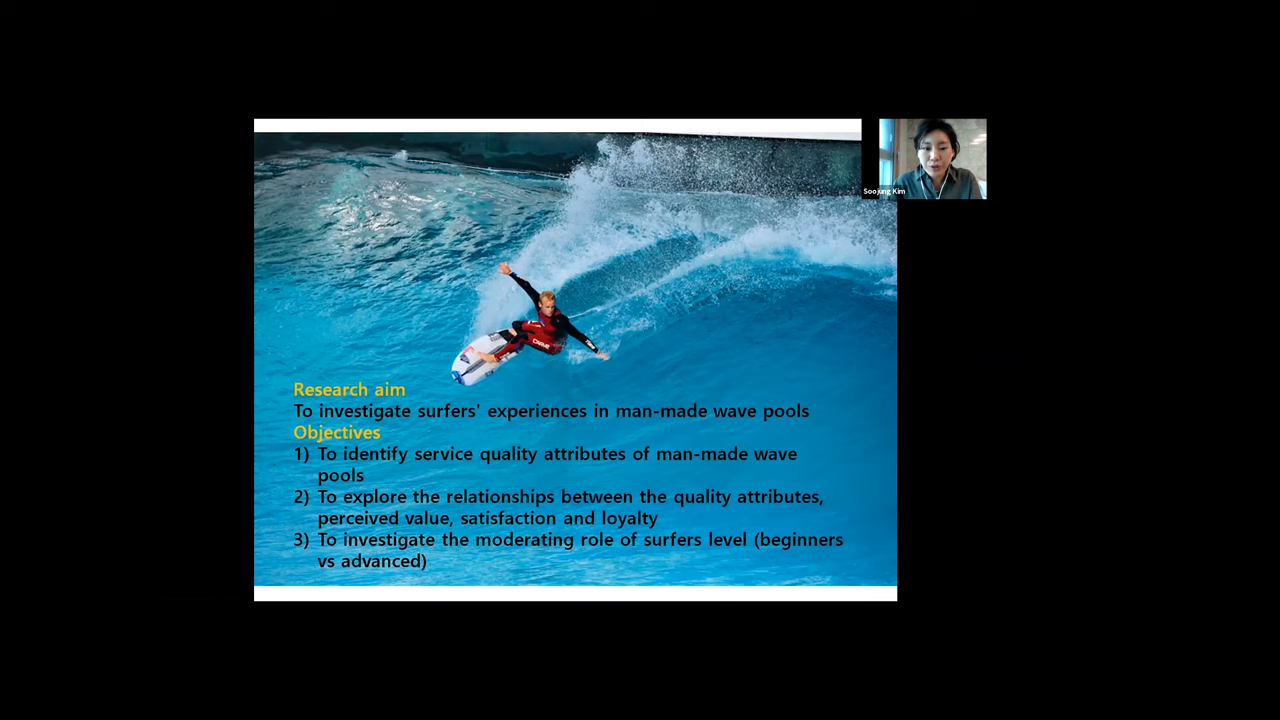 Soojung Kim
Research aim
To investigate surfers' experiences in man-made wave pools
Objectives
1) To identify service quality attributes of man-made wave
pools
2) To explore the relationships between the quality attributes,
perceived value, satisfaction and loyalty
3) To investigate the moderating role of surfers level (beginners
vs advanced)